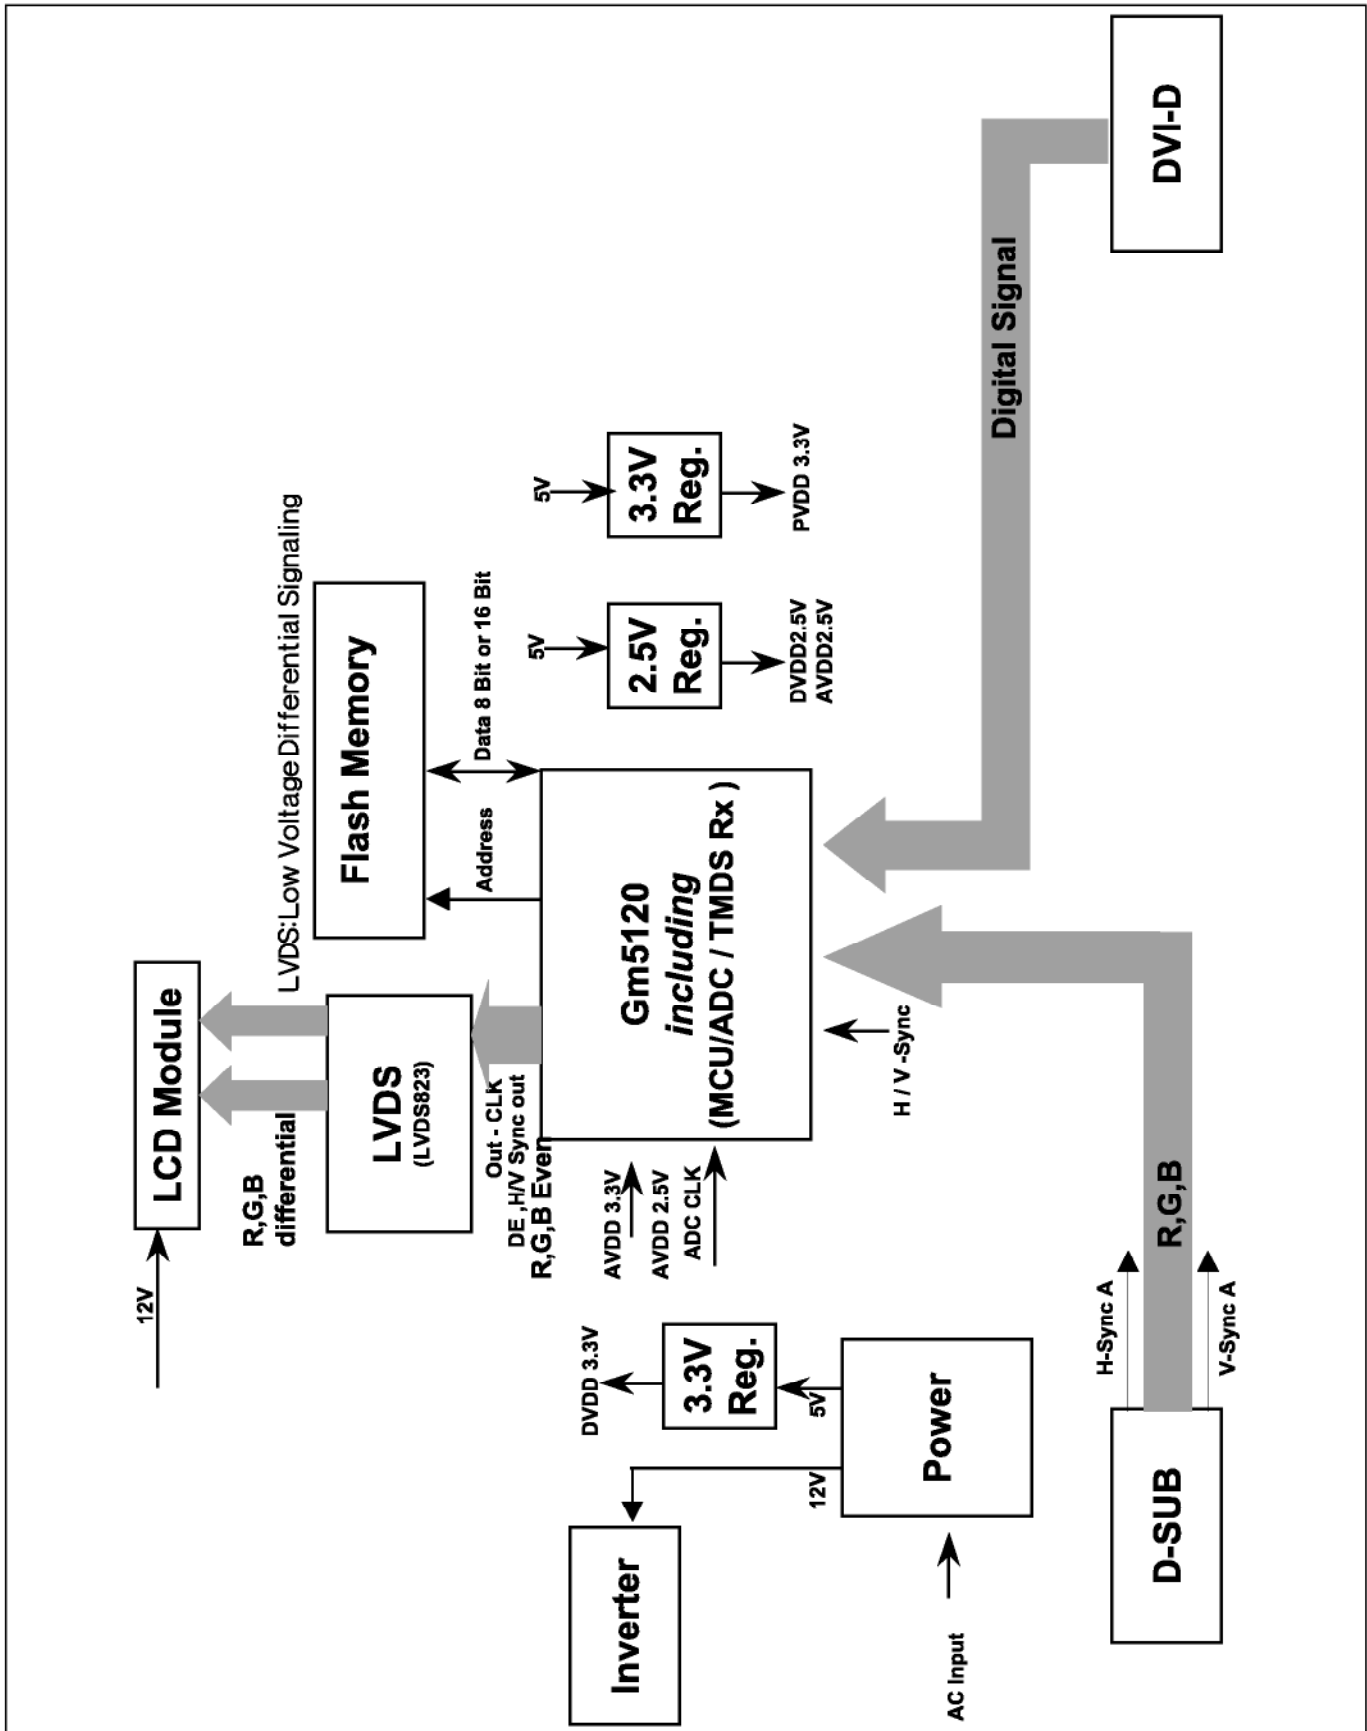 LCD Module
12V
R,G,B
differential
LVDS:Low Voltage Differential Signaling
LVDS
(LVDS823)
Flash Memory
Out - CLK
DE ,H/V Sync out
R,G,B Even
Address
Data 8 Bit or 16 Bit
Gm5120
including
(MCU/ADC / TMDS Rx )
AVDD 3.3V
AVDD 2.5V
ADC CLK
H / V -Sync
5V
2.5V
Reg.
DVDD2.5V
AVDD2.5V
5V
3.3V
Reg.
PVDD 3.3V
DVDD 3.3V
3.3V
Reg.
5V
12V
Power
Inverter
AC Input
D-SUB
H-Sync A
R,G,B
V-Sync A
Digital Signal
DVI-D